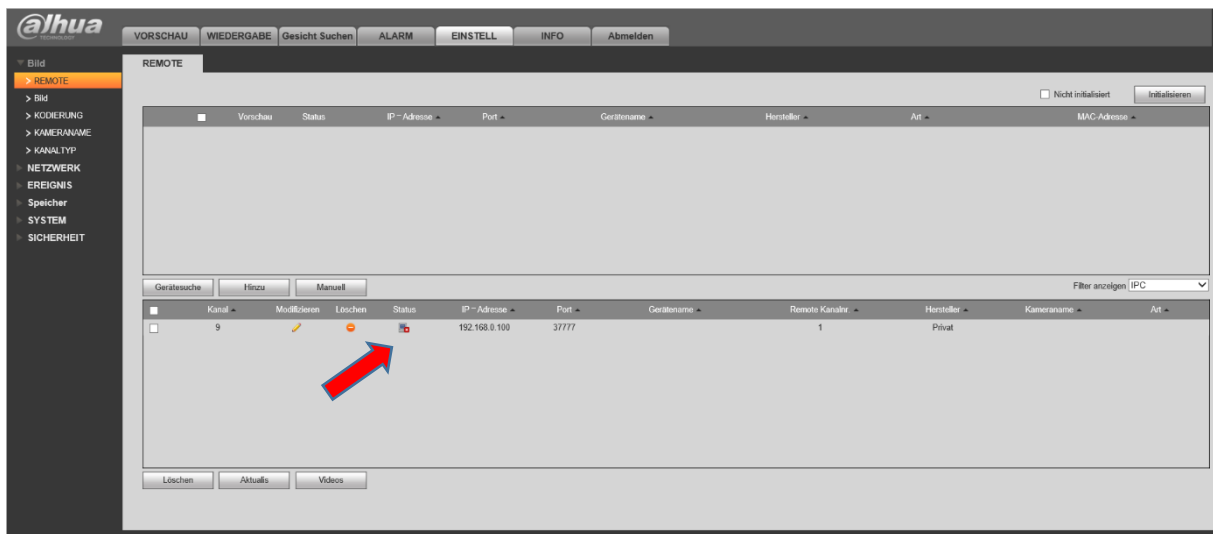 alhua
TECHNOLOGY
VORSCHAU WIEDERGABE Gesicht Suchen ALARM EINSTELL INFO Abmelden
Bild
> REMOTE
> Bild
> KODIERUNG
> KAMERANAME
> KANALTYP
NETZWERK
EREIGNIS
Speicher
SYSTEM
SICHERHEIT
REMOTE
Nicht initialisiert Initialisieren
Vorschau Status IP-Adresse Port Gerätename Hersteller Art MAC-Adresse
Gerätesuche Hinzu Manuell Filter anzeigen IPC
Kanal Modifizieren Löschen Status IP-Adresse Port Gerätename Remote Kanalnr. Hersteller Kameraname Art
9 192.168.0.100 37777 1 Privat
Löschen Aktualis Videos